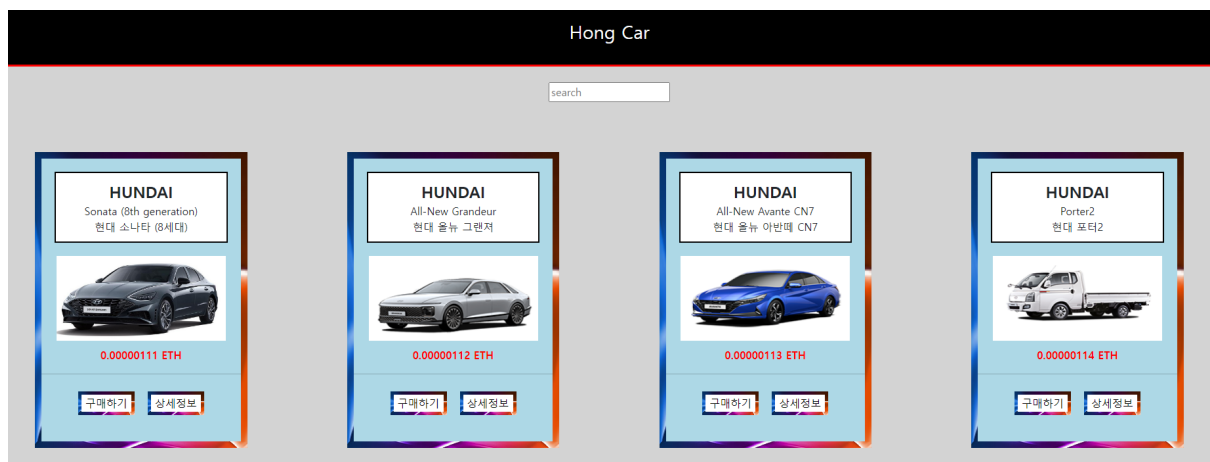 Hong Car
search
HUNDAI
Sonata (8th generation)
현대 소나타 (8세대)
0.00000111 ETH
구매하기 상세정보
HUNDAI
All-New Grandeur
현대 올뉴 그랜져
0.00000112 ETH
구매하기 상세정보
HUNDAI
All-New Avante CN7
현대 올뉴 아반떼 CN7
0.00000113 ETH
구매하기 상세정보
HUNDAI
Porter2
현대 포터2
0.00000114 ETH
구매하기 상세정보